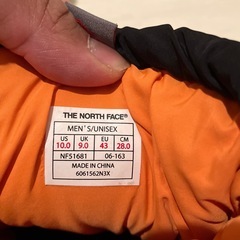 THE NORTH FACE®
MEN'S/UNISEX
US UK EU CM
10.0 9.0 43 28.0
NF51681 06-163
MADE IN CHINA
6061562N3X